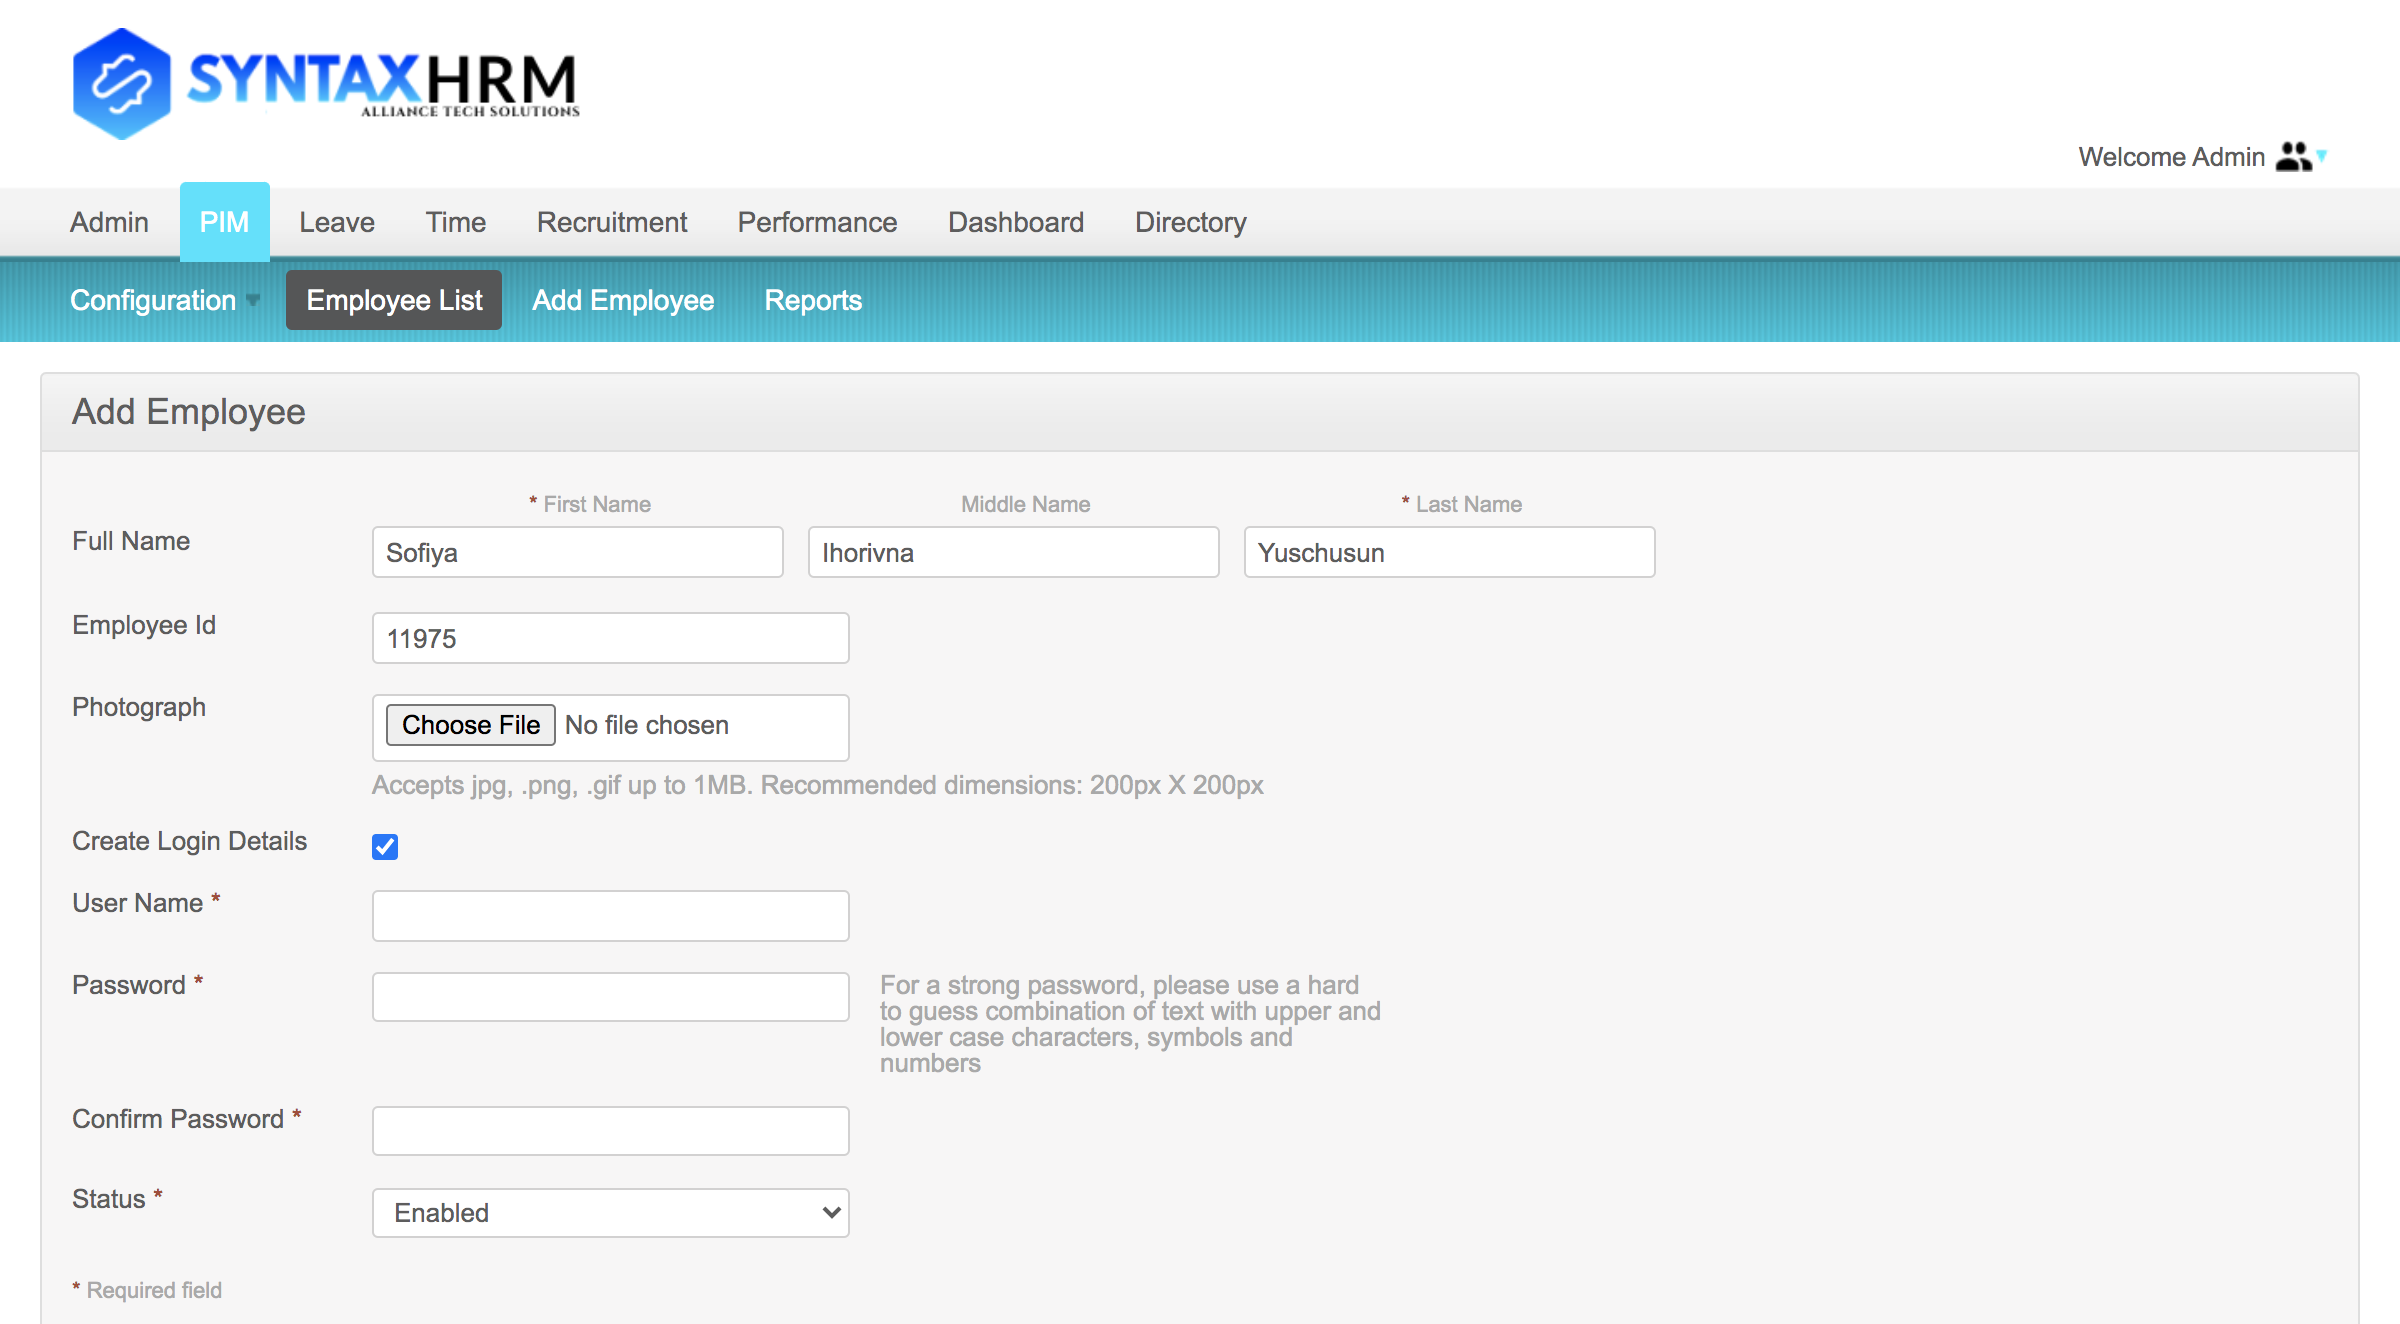 SYNTAXHRM
ALLIANCE TECH SOLUTIONS
Welcome Admin
Admin PIM Leave Time Recruitment Performance Dashboard Directory
Configuration Employee List Add Employee Reports
Add Employee
* First Name Middle Name * Last Name
Full Name Sofiya Ihorivna Yuschusun
Employee Id 11975
Photograph Choose File No file chosen
Accepts jpg, .png, .gif up to 1MB. Recommended dimensions: 200px X 200px
Create Login Details
User Name *
Password * For a strong password, please use a hard
to guess combination of text with upper and
lower case characters, symbols and
numbers
Confirm Password *
Status * Enabled
* Required field